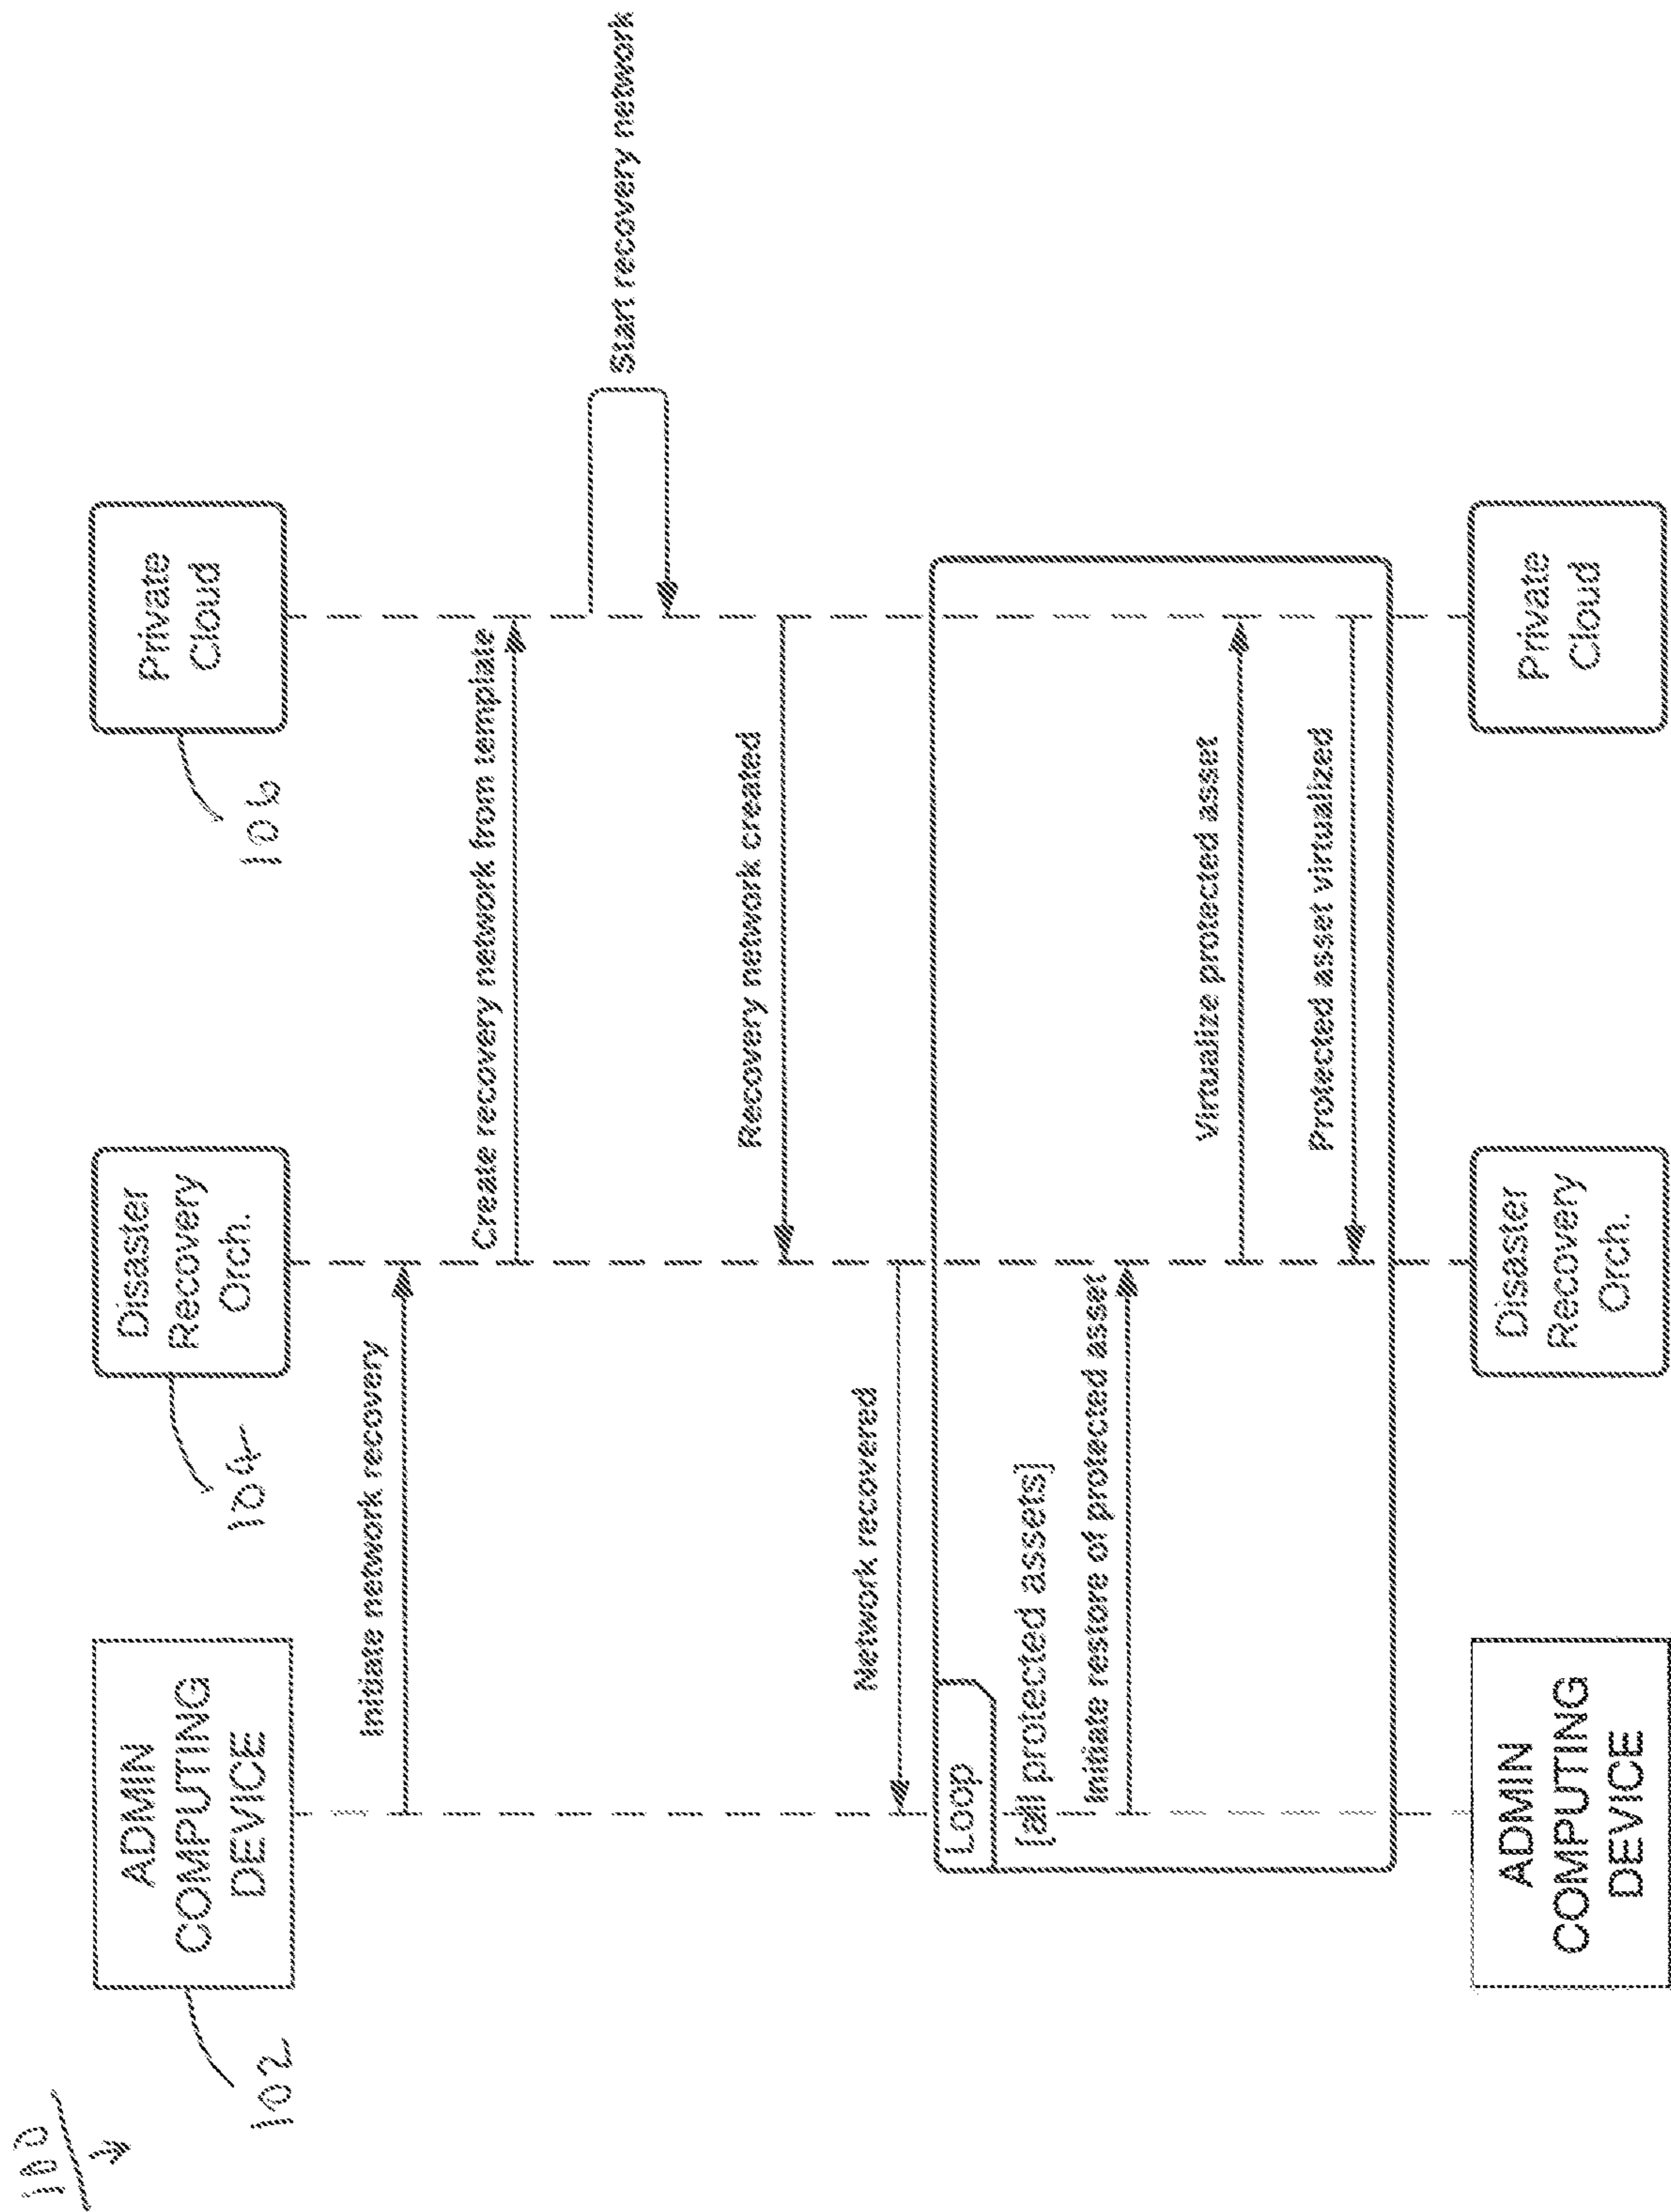 100
ADMIN
COMPUTING
DEVICE
102
Disaster
Recovery
Orch.
104
Private
Cloud
106
Initiate network recovery
Create recovery network from template
Start recovery network
Recovery network created
Network recovered
Loop
[all protected assets]
Initiate restore of protected asset
Virtualize protected asset
Protected asset virtualized
ADMIN
COMPUTING
DEVICE
Disaster
Recovery
Orch.
Private
Cloud